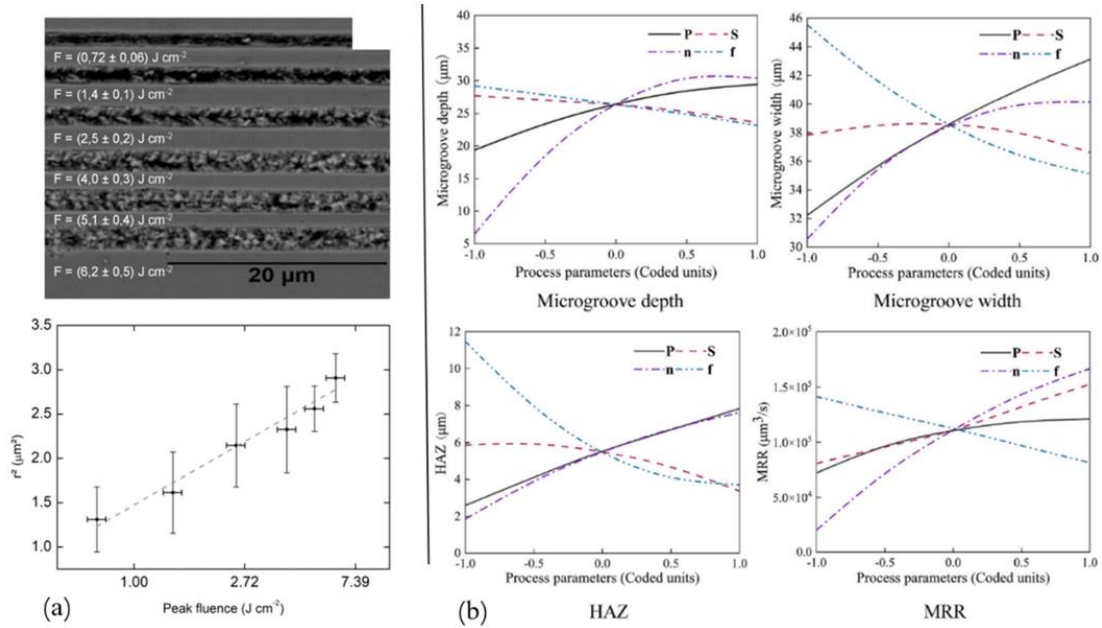 F = (0,72 ± 0,06) J cm⁻²
F = (1,4 ± 0,1) J cm⁻²
F = (2,5 ± 0,2) J cm⁻²
F = (4,0 ± 0,3) J cm⁻²
F = (5,1 ± 0,4) J cm⁻²
F = (6,2 ± 0,5) J cm⁻²
20 µm
3.5
3.0
2.5
2.0
1.5
1.0
r² (µm²)
1.00 2.72 7.39
Peak fluence (J cm⁻²)
(a)
40
35
30
25
20
15
10
5
Microgroove depth (µm)
P S
n f
-1.0 -0.5 0.0 0.5 1.0
Process parameters (Coded units)
Microgroove depth
46
44
42
40
38
36
34
32
30
Microgroove width (µm)
P S
n f
-1.0 -0.5 0.0 0.5 1.0
Process parameters (Coded units)
Microgroove width
12
10
8
6
4
2
0
HAZ (µm)
P S
n f
-1.0 -0.5 0.0 0.5 1.0
Process parameters (Coded units)
HAZ
2.0×10⁵
1.5×10⁵
1.0×10⁵
5.0×10⁴
0.0
MRR (µm³/s)
P S
n f
-1.0 -0.5 0.0 0.5 1.0
Process parameters (Coded units)
MRR
(b)